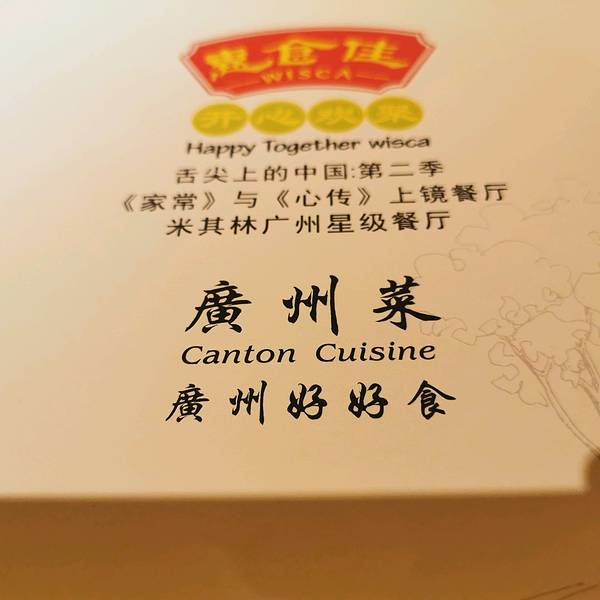 惠食佳
WISCA
开心欢聚
Happy Together wisca
舌尖上的中国:第二季
《家常》与《心传》上镜餐厅
米其林广州星级餐厅
廣州菜
Canton Cuisine
廣州好好食